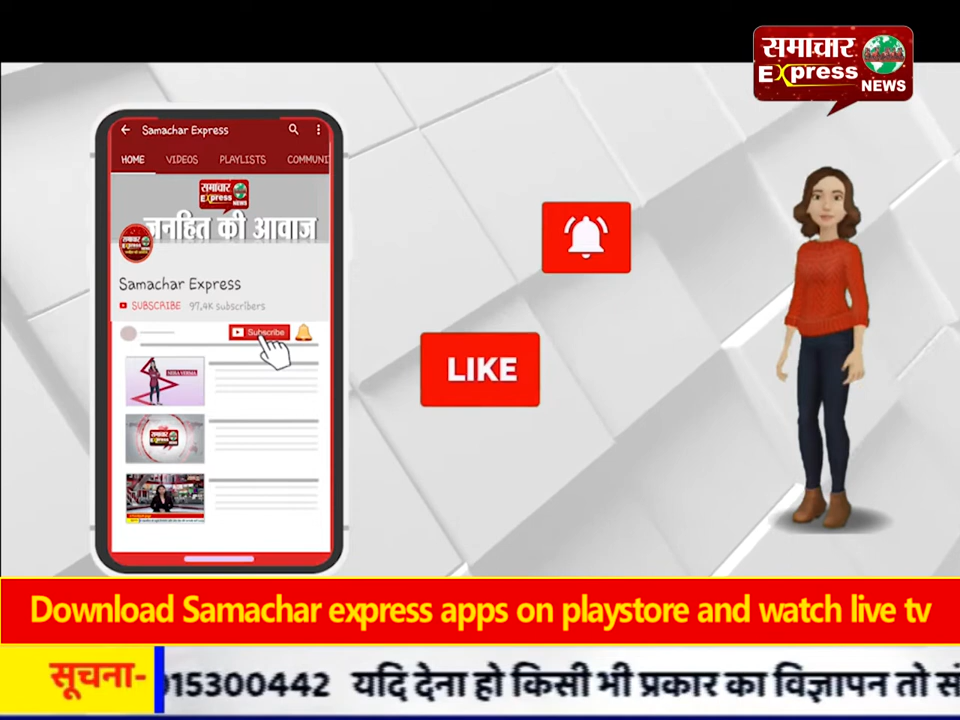 समाचार
Express
NEWS
Samachar Express
HOME VIDEOS PLAYLISTS COMMUNI
समाचार
Express
NEWS
जनहित की आवाज
Samachar Express
SUBSCRIBE 97.4K subscribers
Subscribe
LIKE
Download Samachar express apps on playstore and watch live tv
सूचना- 015300442 यदि देना हो किसी भी प्रकार का विज्ञापन तो